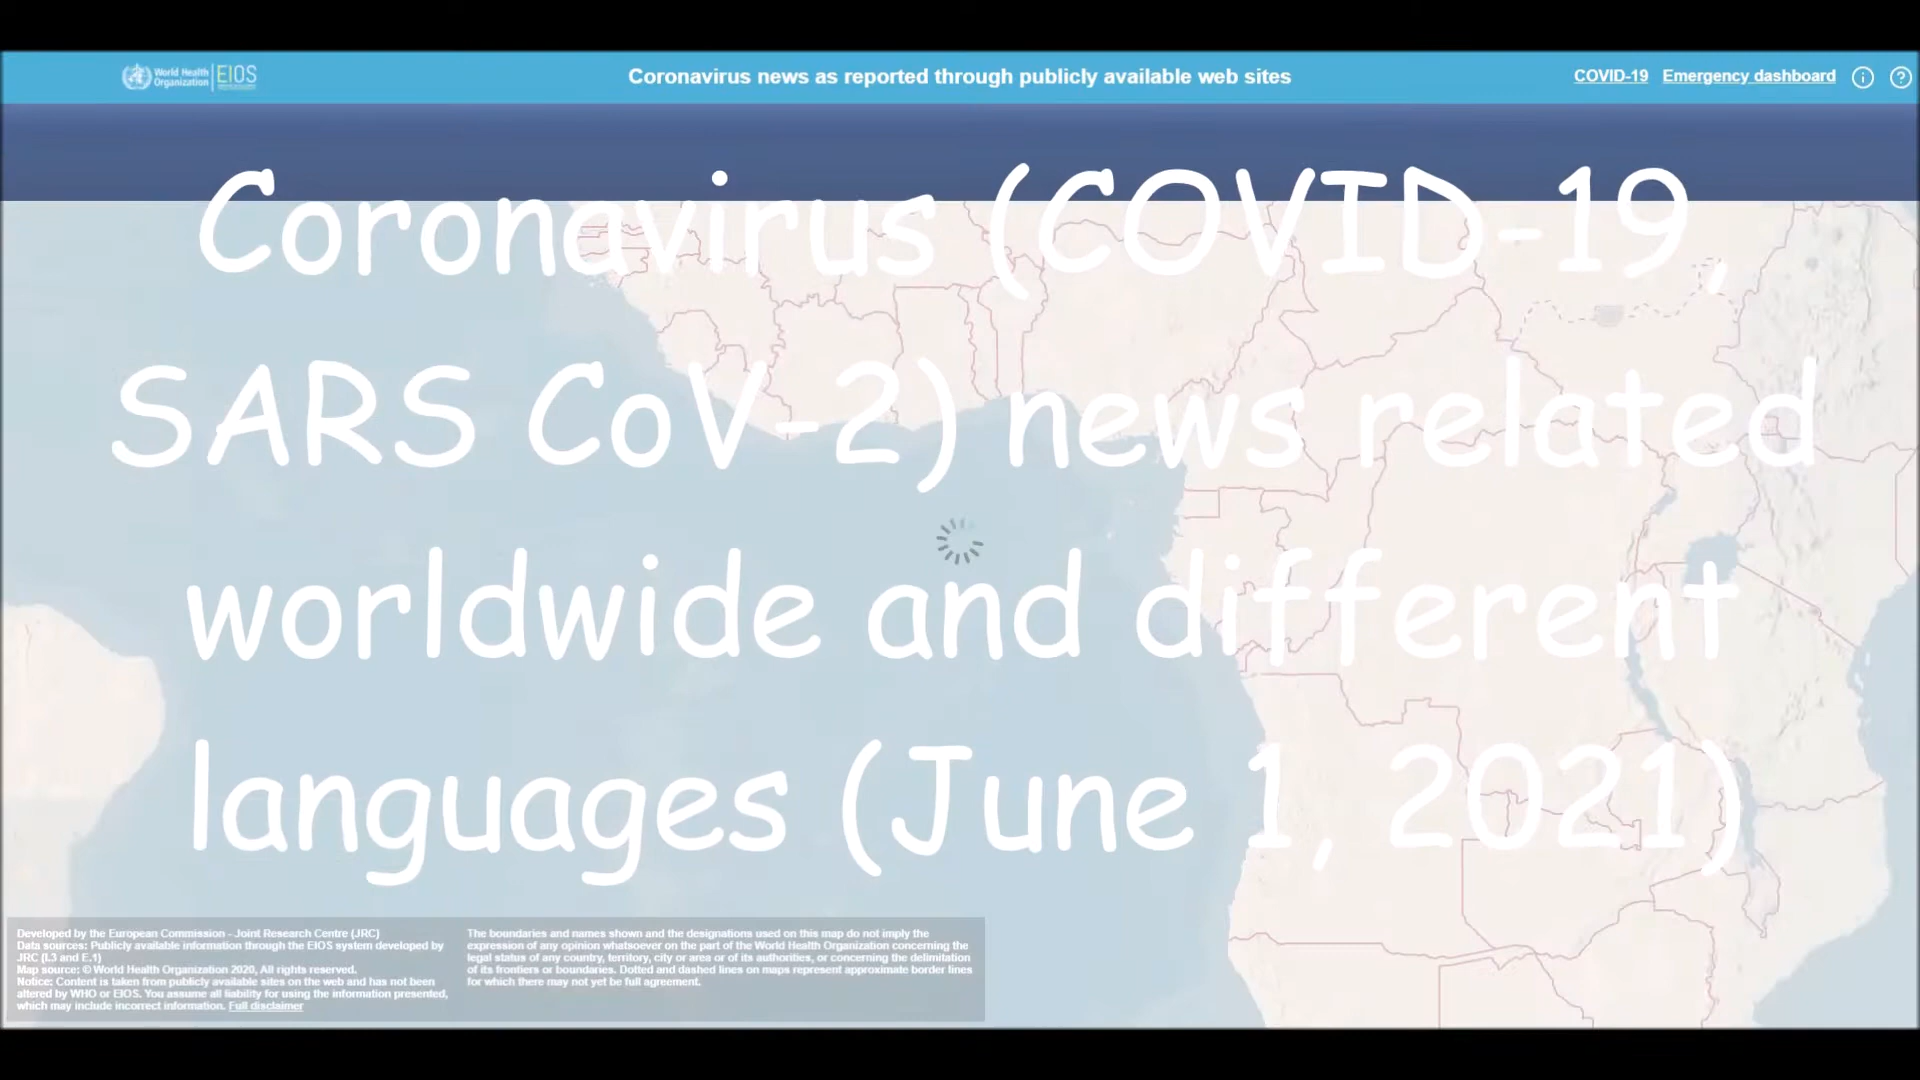 World Health
Organization
EIOS
Coronavirus news as reported through publicly available web sites
COVID-19 Emergency dashboard
Coronavirus (COVID-19,
SARS CoV-2) news related
worldwide and different
languages (June 1, 2021)
Developed by the European Commission - Joint Research Centre (JRC)
Data sources: Publicly available information through the EIOS system developed by
JRC (L3 and E.1)
Map source: © World Health Organization 2020, All rights reserved.
Notice: Content is taken from publicly available sites on the web and has not been
altered by WHO or EIOS. You assume all liability for using the information presented,
which may include incorrect information. Full disclaimer
The boundaries and names shown and the designations used on this map do not imply the
expression of any opinion whatsoever on the part of the World Health Organization concerning the
legal status of any country, territory, city or area or of its authorities, or concerning the delimitation
of its frontiers or boundaries. Dotted and dashed lines on maps represent approximate border lines
for which there may not yet be full agreement.